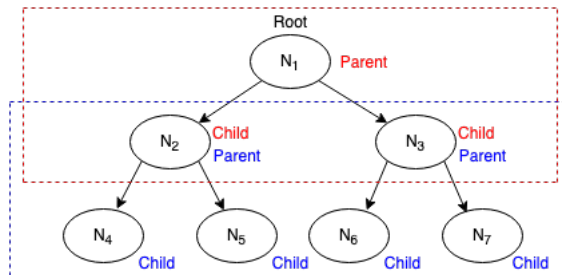 Root
N₁ Parent
N₂ Child
Parent
N₃ Child
Parent
N₄ Child
N₅ Child
N₆ Child
N₇ Child